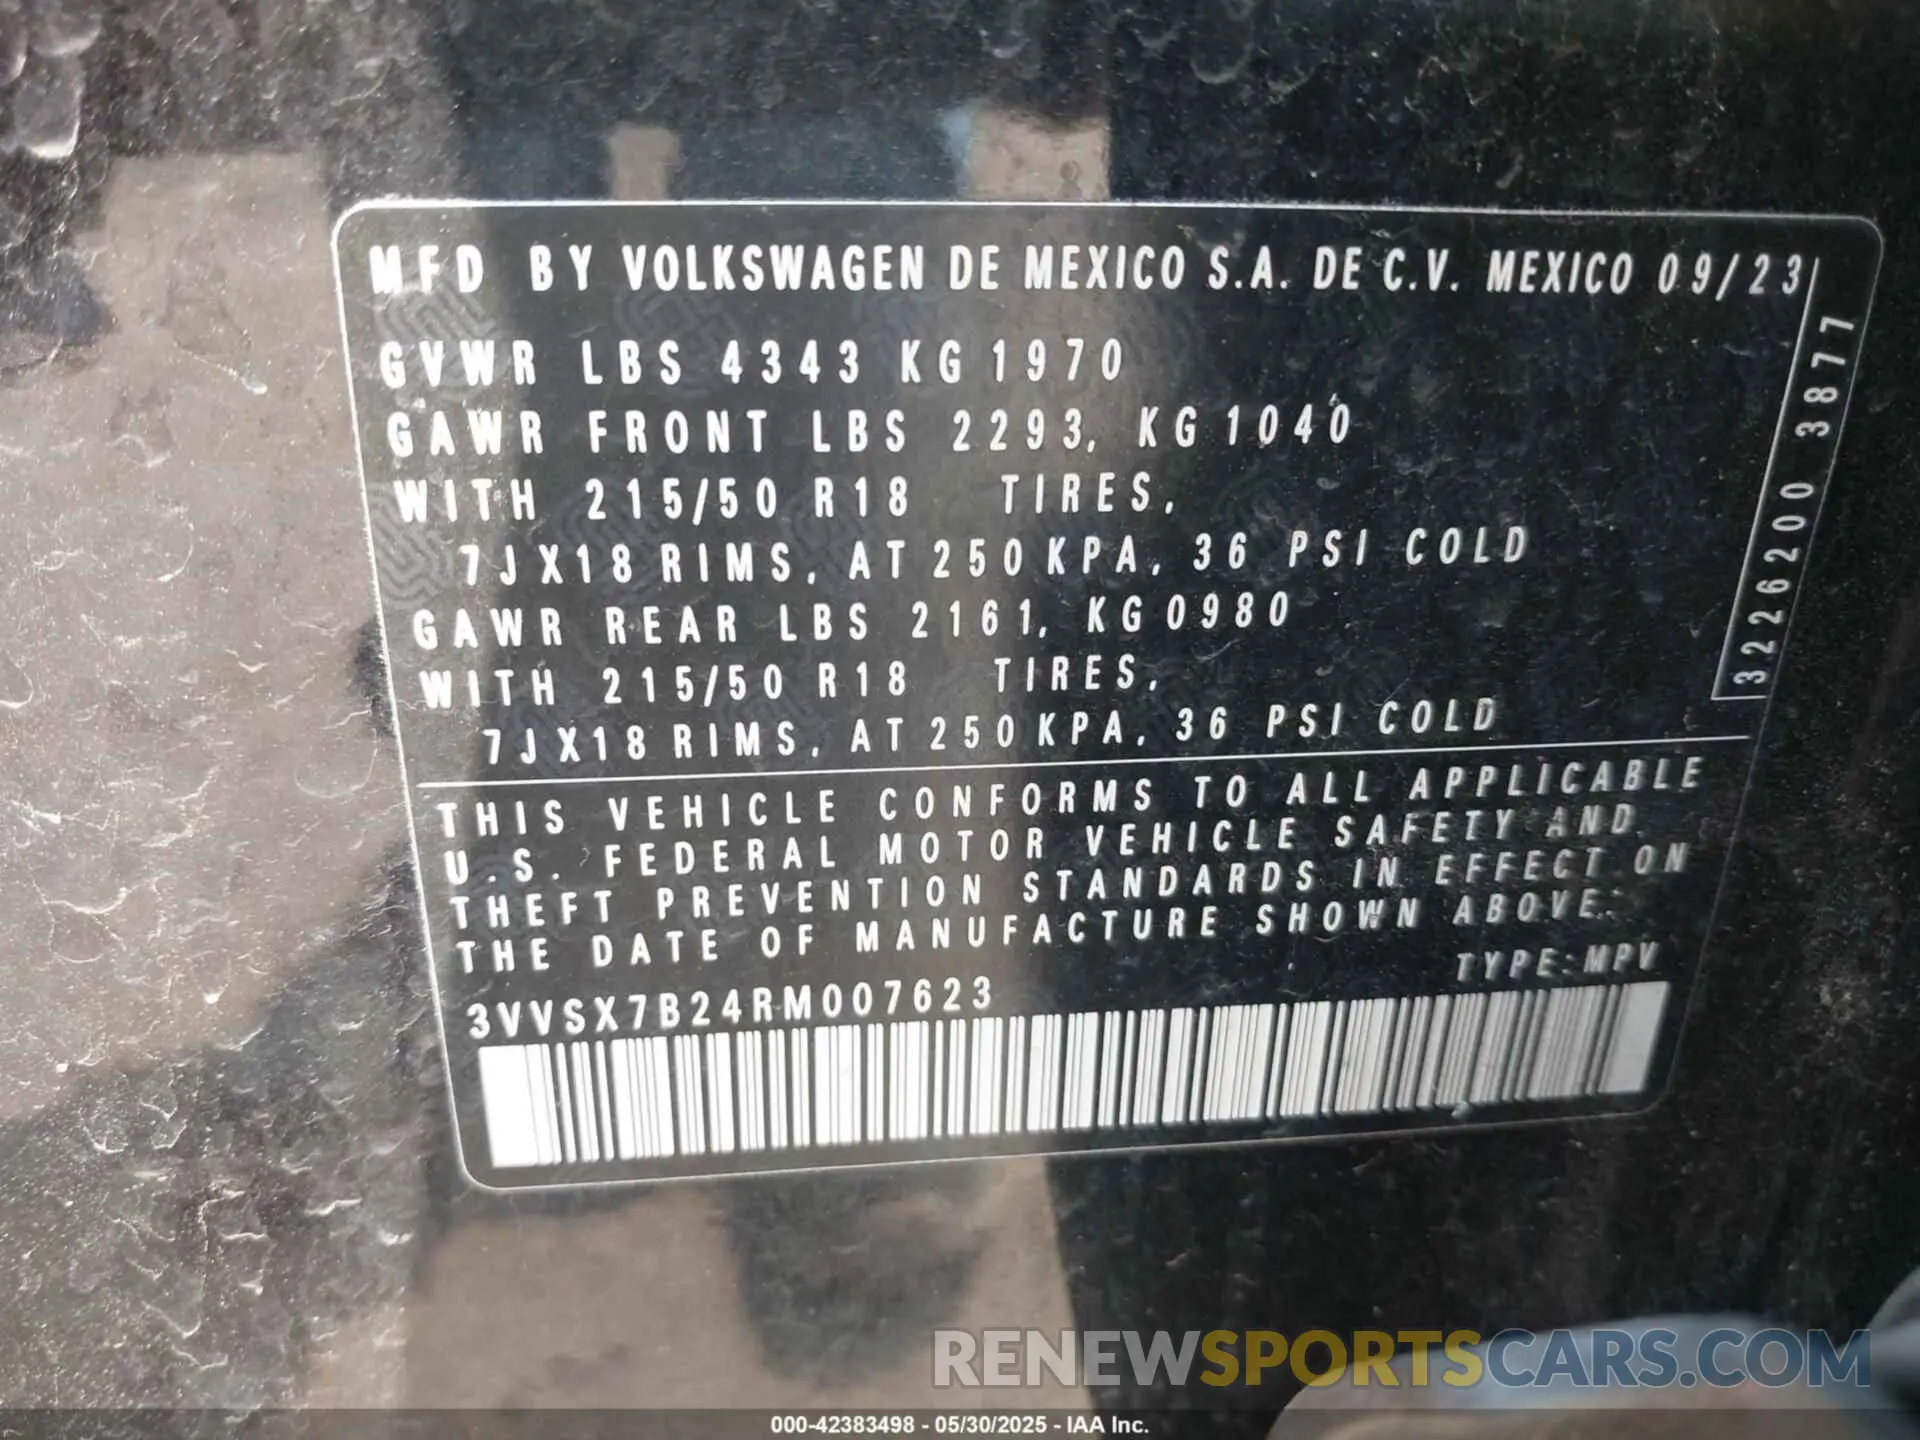 MFD BY VOLKSWAGEN DE MEXICO S.A. DE C.V. MEXICO 09/23
GVWR LBS 4343 KG 1970
GAWR FRONT LBS 2293, KG 1040
WITH 215/50 R18 TIRES,
7J X18 RIMS, AT 250 KPA, 36 PSI COLD
GAWR REAR LBS 2161, KG 0980
WITH 215/50 R18 TIRES,
7J X18 RIMS, AT 250 KPA, 36 PSI COLD
3226200 3877
THIS VEHICLE CONFORMS TO ALL APPLICABLE
U.S. FEDERAL MOTOR VEHICLE SAFETY AND
THEFT PREVENTION STANDARDS IN EFFECT ON
THE DATE OF MANUFACTURE SHOWN ABOVE.
TYPE: MPV
3VVSX7B24RM007623
RENEWSPORTSCARS.COM
000-42383498 - 05/30/2025 - IAA Inc.